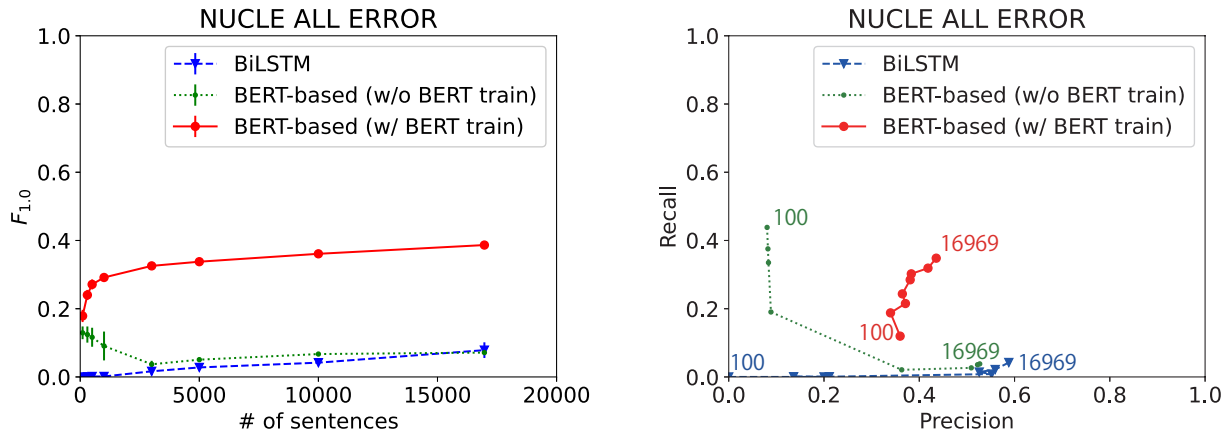 NUCLE ALL ERROR
1.0
0.8
0.6
0.4
0.2
0.0
F1.0
BiLSTM
BERT-based (w/o BERT train)
BERT-based (w/ BERT train)
0 5000 10000 15000 20000
# of sentences
NUCLE ALL ERROR
1.0
0.8
0.6
0.4
0.2
0.0
Recall
BiLSTM
BERT-based (w/o BERT train)
BERT-based (w/ BERT train)
100
16969
100
16969
100
16969
0.0 0.2 0.4 0.6 0.8 1.0
Precision